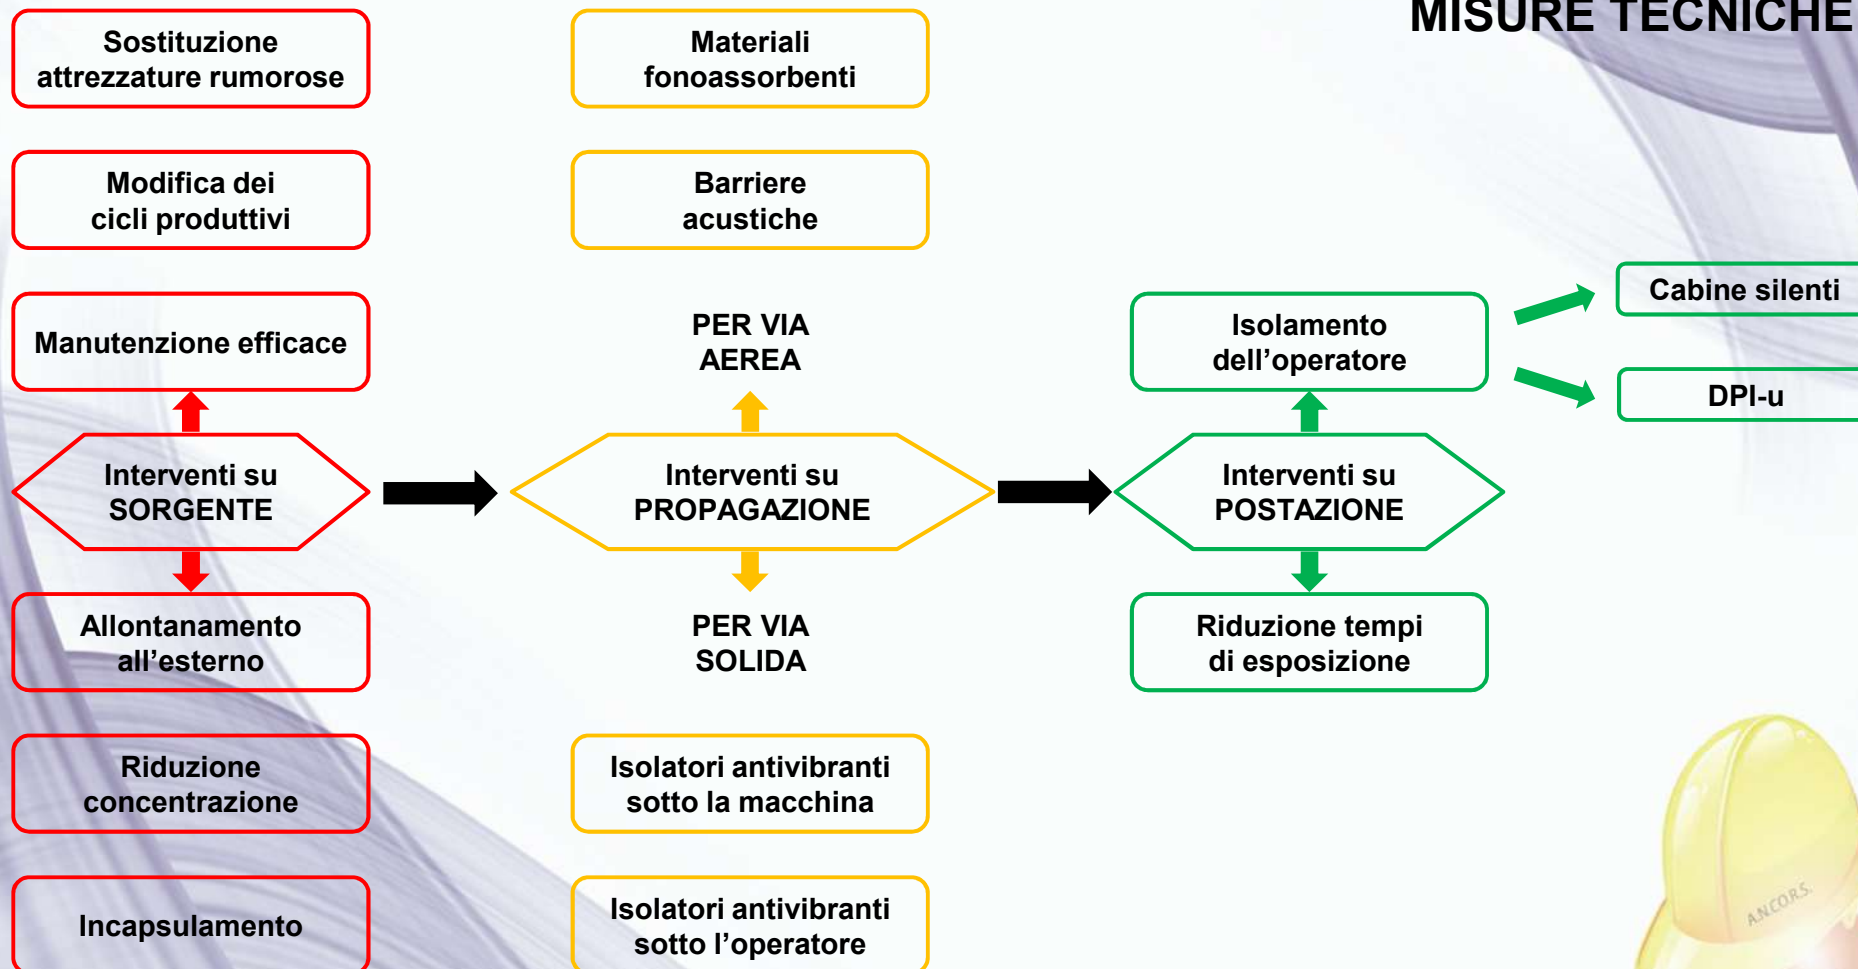 MISURE TECNICHE
Sostituzione
attrezzature rumorose
Modifica dei
cicli produttivi
Manutenzione efficace
Interventi su
SORGENTE
Allontanamento
all’esterno
Riduzione
concentrazione
Incapsulamento
Materiali
fonoassorbenti
Barriere
acustiche
PER VIA
AEREA
Interventi su
PROPAGAZIONE
PER VIA
SOLIDA
Isolatori antivibranti
sotto la macchina
Isolatori antivibranti
sotto l’operatore
Isolamento
dell’operatore
Interventi su
POSTAZIONE
Riduzione tempi
di esposizione
Cabine silenti
DPI-u
AN.CO.R.S.